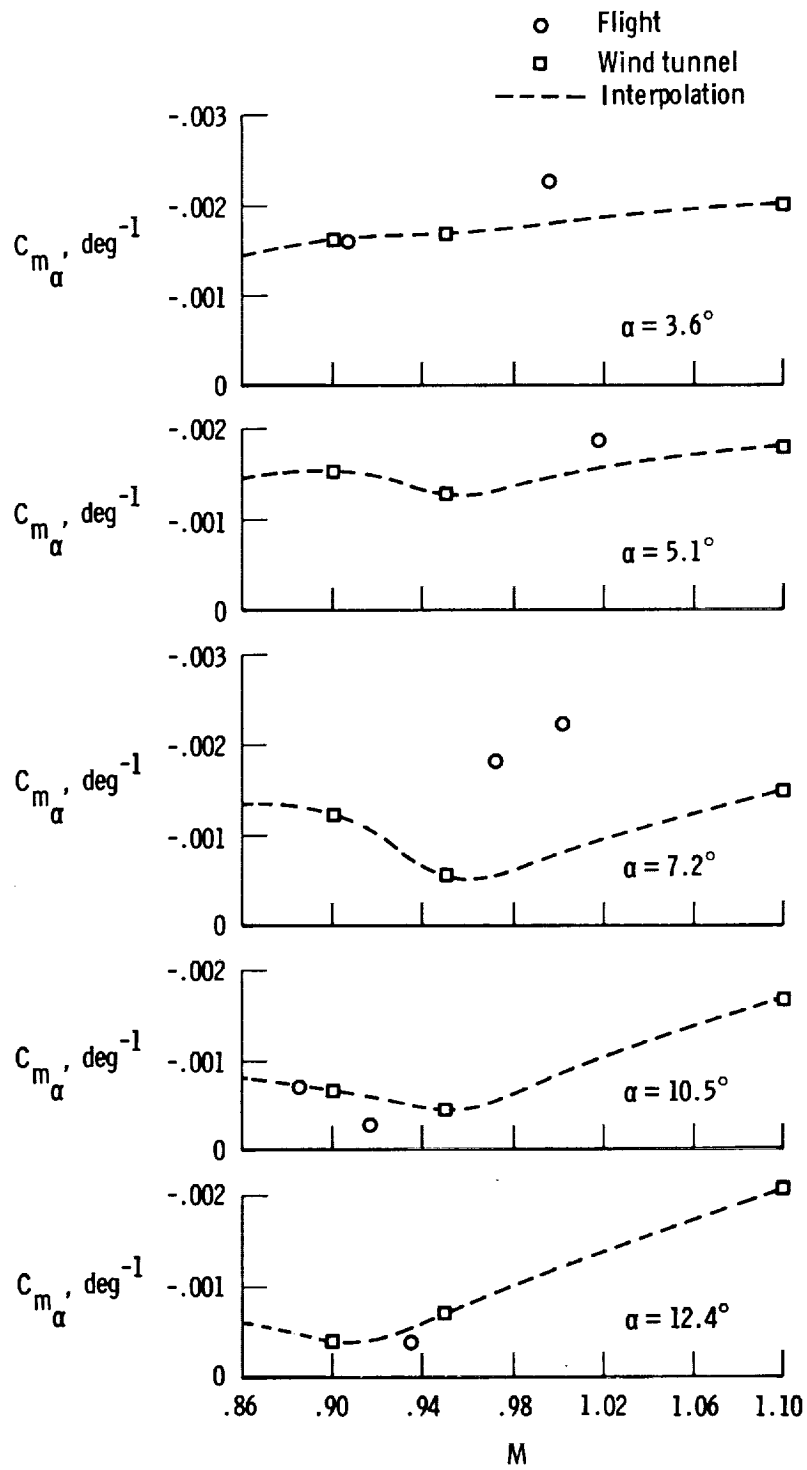 Flight
Wind tunnel
Interpolation
-.003
-.002
-.001
0
C_mα, deg⁻¹
α = 3.6°
-.002
-.001
0
C_mα, deg⁻¹
α = 5.1°
-.003
-.002
-.001
0
C_mα, deg⁻¹
α = 7.2°
-.002
-.001
0
C_mα, deg⁻¹
α = 10.5°
-.002
-.001
0
C_mα, deg⁻¹
α = 12.4°
.86 .90 .94 .98 1.02 1.06 1.10
M